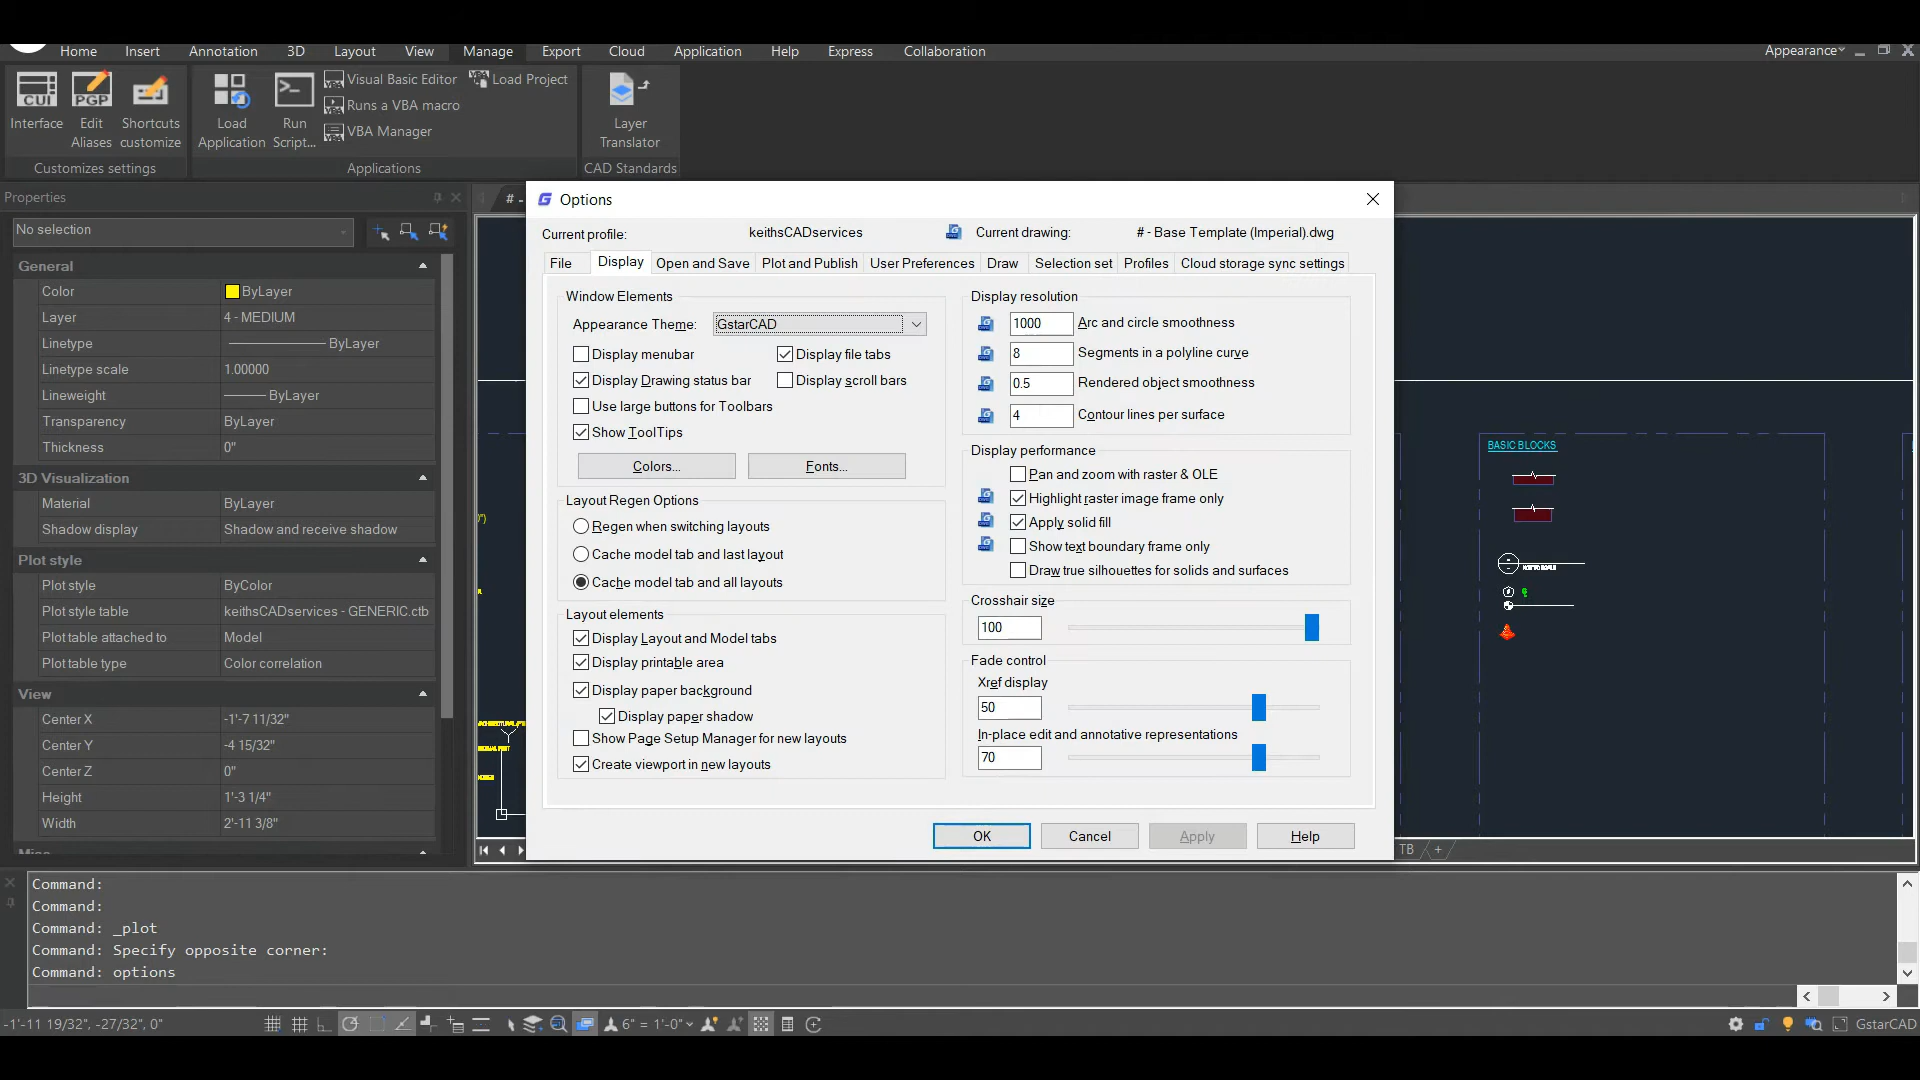 Home Insert Annotation 3D Layout View Manage Export Cloud Application Help Express Collaboration Appearance
CUI PGP
Interface Edit Aliases Shortcuts customize
Customizes settings
Load Application Run Script...
Visual Basic Editor Load Project
Runs a VBA macro
VBA Manager
Applications
Layer Translator
CAD Standards
Properties
No selection
General
Color ByLayer
Layer 4 - MEDIUM
Linetype ByLayer
Linetype scale 1.00000
Lineweight ByLayer
Transparency ByLayer
Thickness 0"
3D Visualization
Material ByLayer
Shadow display Shadow and receive shadow
Plot style
Plot style ByColor
Plot style table keithsCADservices - GENERIC.ctb
Plot table attached to Model
Plot table type Color correlation
View
Center X -1'-7 11/32"
Center Y -4 15/32"
Center Z 0"
Height 1'-3 1/4"
Width 2'-11 3/8"
# -
Options
Current profile: keithsCADservices Current drawing: # - Base Template (Imperial).dwg
File Display Open and Save Plot and Publish User Preferences Draw Selection set Profiles Cloud storage sync settings
Window Elements
Appearance Theme: GstarCAD
Display menubar Display file tabs
Display Drawing status bar Display scroll bars
Use large buttons for Toolbars
Show ToolTips
Colors... Fonts...
Layout Regen Options
Regen when switching layouts
Cache model tab and last layout
Cache model tab and all layouts
Layout elements
Display Layout and Model tabs
Display printable area
Display paper background
Display paper shadow
Show Page Setup Manager for new layouts
Create viewport in new layouts
Display resolution
1000 Arc and circle smoothness
8 Segments in a polyline curve
0.5 Rendered object smoothness
4 Contour lines per surface
Display performance
Pan and zoom with raster & OLE
Highlight raster image frame only
Apply solid fill
Show text boundary frame only
Draw true silhouettes for solids and surfaces
Crosshair size
100
Fade control
Xref display
50
In-place edit and annotative representations
70
OK Cancel Apply Help
BASIC BLOCKS
TB +
Command:
Command:
Command: _plot
Command: Specify opposite corner:
Command: options
-1'-11 19/32", -27/32", 0" 6" = 1'-0" GstarCAD